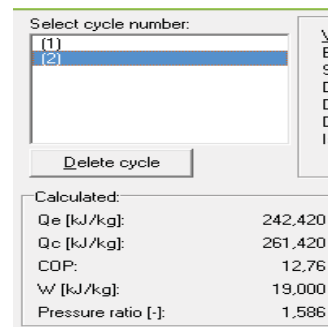 Select cycle number:
(1)
(2)
Delete cycle
Calculated:
Qe [kJ/kg]: 242,420
Qc [kJ/kg]: 261,420
COP: 12,76
W [kJ/kg]: 19,000
Pressure ratio [-]: 1,586